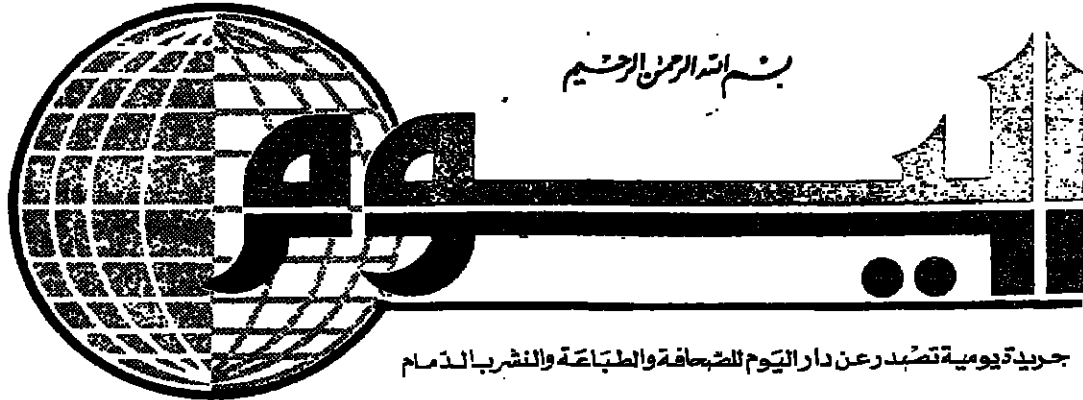 بسم الله الرحمن الرحيم
اليوم
جريدة يومية تصدر عن دار اليوم للصحافة والطباعة والنشر بالدمام